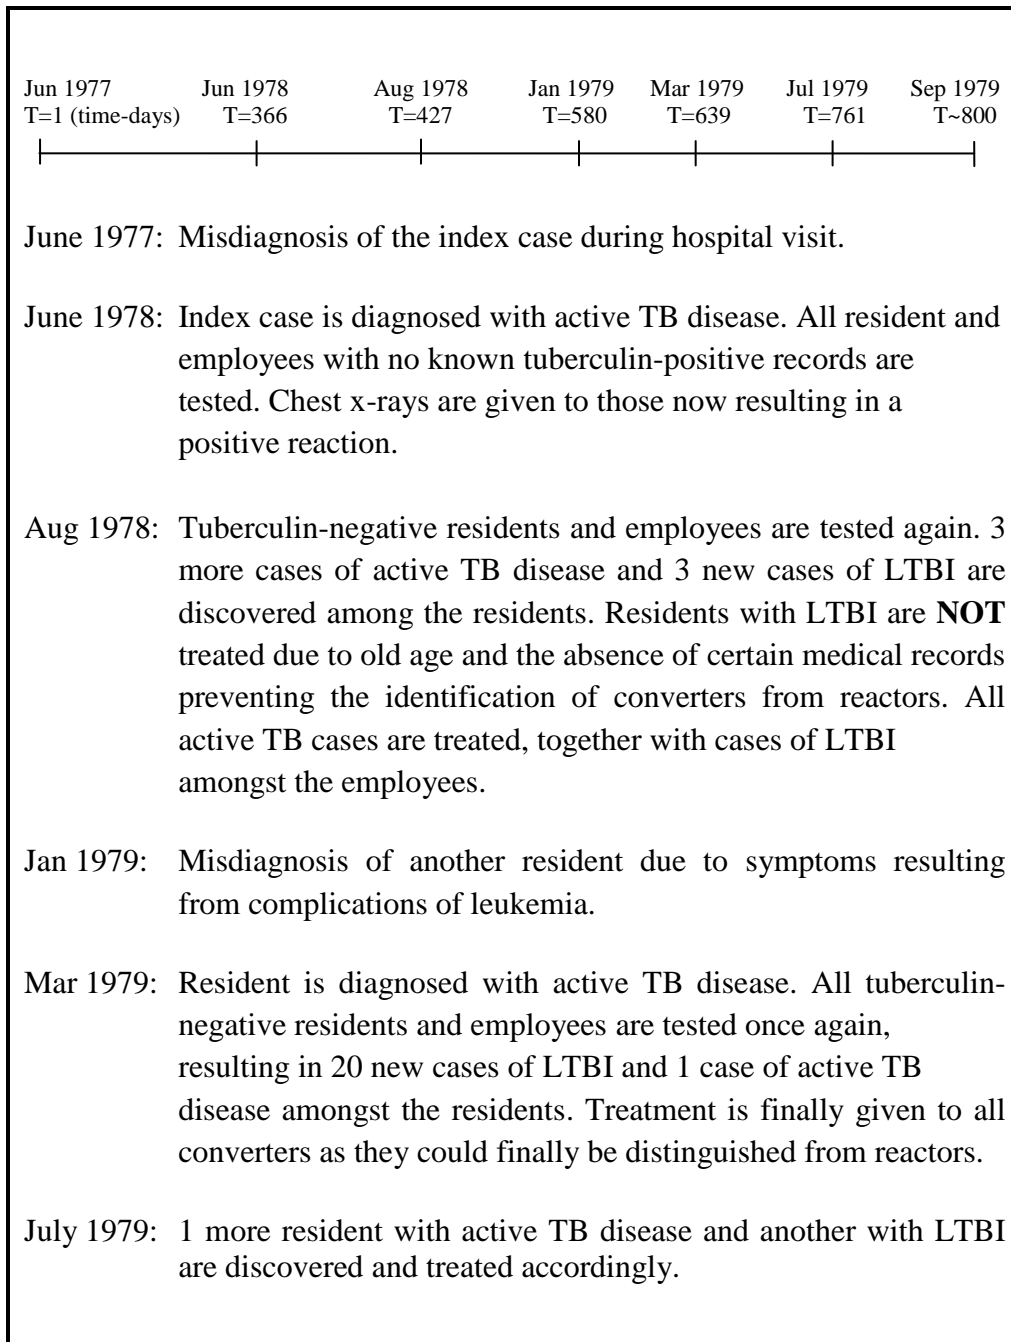 Jun 1977 Jun 1978 Aug 1978 Jan 1979 Mar 1979 Jul 1979 Sep 1979
T=1 (time-days) T=366 T=427 T=580 T=639 T=761 T~800
June 1977: Misdiagnosis of the index case during hospital visit.
June 1978: Index case is diagnosed with active TB disease. All resident and
employees with no known tuberculin-positive records are
tested. Chest x-rays are given to those now resulting in a
positive reaction.
Aug 1978: Tuberculin-negative residents and employees are tested again. 3
more cases of active TB disease and 3 new cases of LTBI are
discovered among the residents. Residents with LTBI are NOT
treated due to old age and the absence of certain medical records
preventing the identification of converters from reactors. All
active TB cases are treated, together with cases of LTBI
amongst the employees.
Jan 1979: Misdiagnosis of another resident due to symptoms resulting
from complications of leukemia.
Mar 1979: Resident is diagnosed with active TB disease. All tuberculin-
negative residents and employees are tested once again,
resulting in 20 new cases of LTBI and 1 case of active TB
disease amongst the residents. Treatment is finally given to all
converters as they could finally be distinguished from reactors.
July 1979: 1 more resident with active TB disease and another with LTBI
are discovered and treated accordingly.